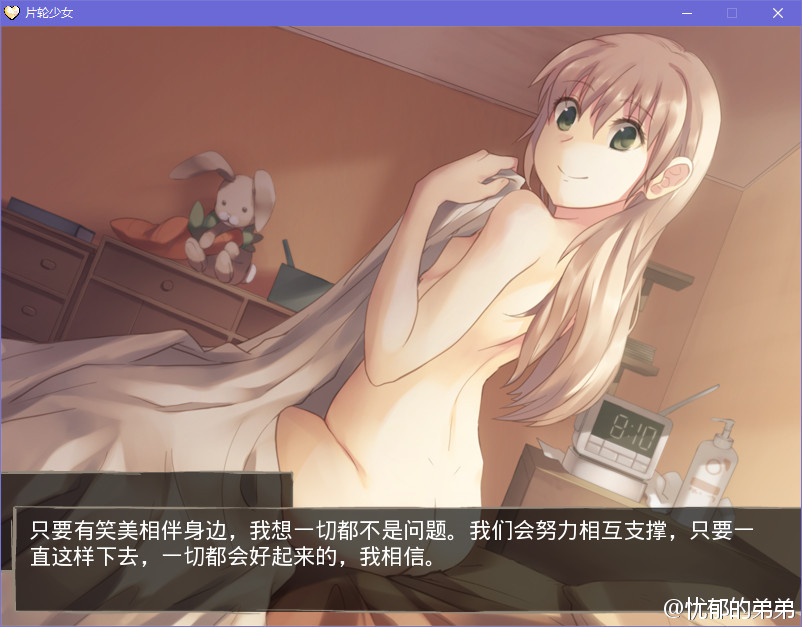 片轮少女
8:10
只要有笑美相伴身边，我想一切都不是问题。我们会努力相互支撑，只要一
直这样下去，一切都会好起来的，我相信。
@忧郁的弟弟